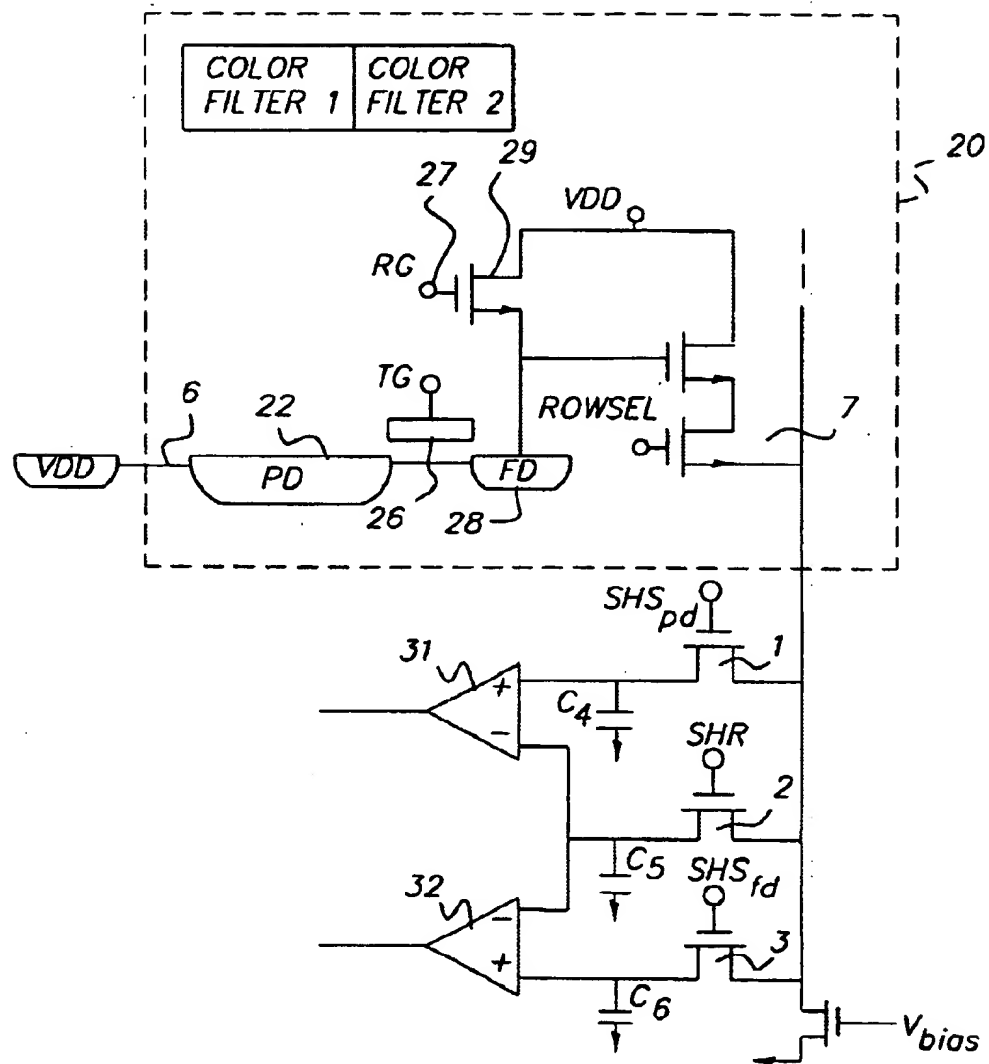 COLOR FILTER 1
COLOR FILTER 2
20
27
29
VDD
RG
TG
ROWSEL
7
6
22
VDD
PD
FD
26
28
SHSpd
1
31
+
-
C4
SHR
2
C5
SHSfd
32
-
+
3
C6
Vbias